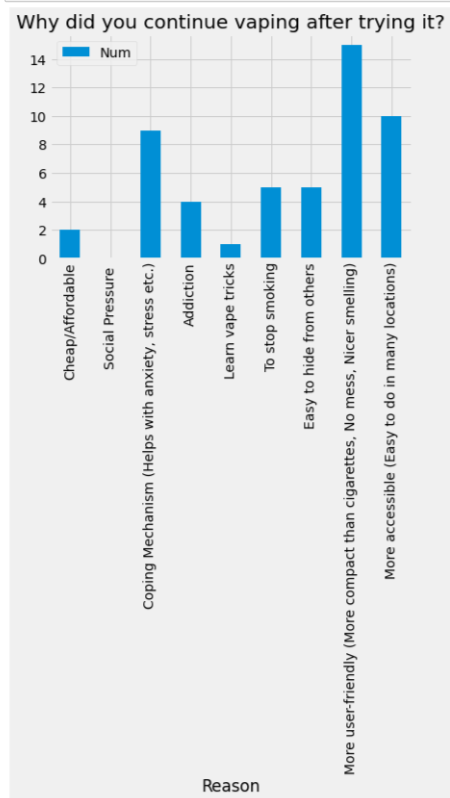 Why did you continue vaping after trying it?
Num
14
12
10
8
6
4
2
0
Cheap/Affordable
Social Pressure
Coping Mechanism (Helps with anxiety, stress etc.)
Addiction
Learn vape tricks
To stop smoking
Easy to hide from others
More user-friendly (More compact than cigarettes, No mess, Nicer smelling)
More accessible (Easy to do in many locations)
Reason